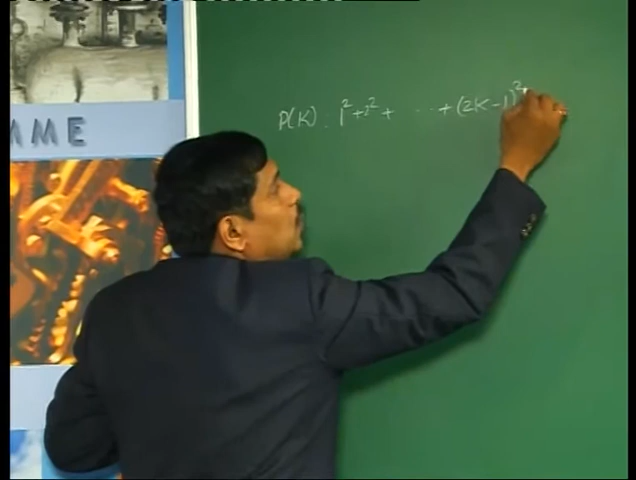 MME
P(K) : 1² + 2² + ... + (2K-1)²